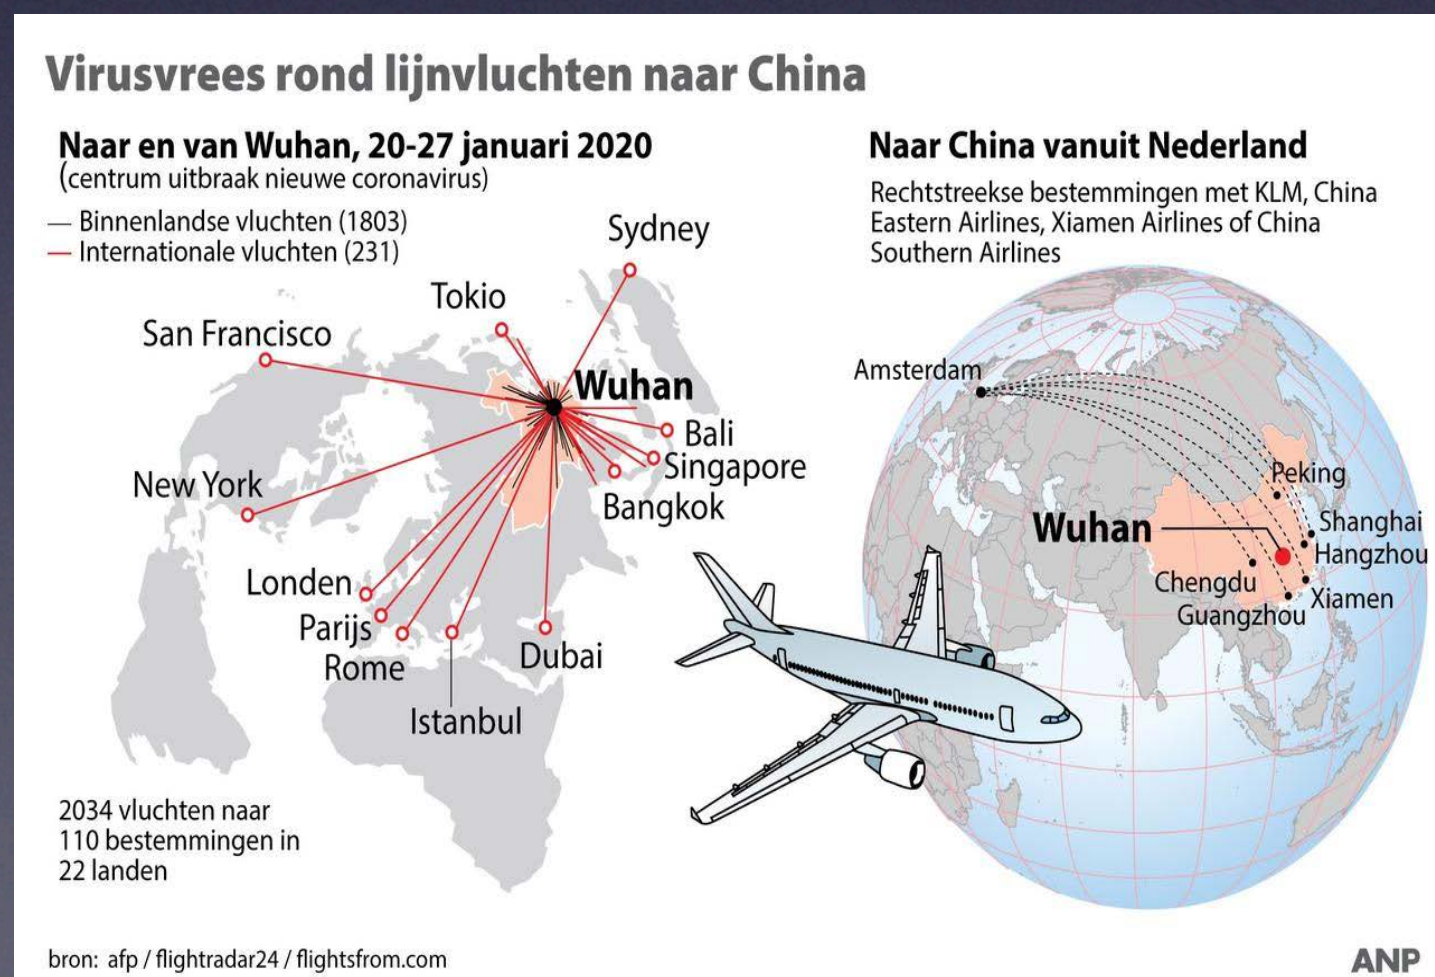 Virusvrees rond lijnvluchten naar China
Naar en van Wuhan, 20-27 januari 2020
(centrum uitbraak nieuwe coronavirus)
Binnenlandse vluchten (1803)
Internationale vluchten (231)
Sydney
Tokio
San Francisco
Wuhan
Bali
Singapore
Bangkok
New York
Londen
Parijs
Rome
Dubai
Istanbul
2034 vluchten naar
110 bestemmingen in
22 landen
Naar China vanuit Nederland
Rechtstreekse bestemmingen met KLM, China
Eastern Airlines, Xiamen Airlines of China
Southern Airlines
Amsterdam
Peking
Wuhan
Shanghai
Hangzhou
Chengdu
Xiamen
Guangzhou
bron: afp / flightradar24 / flightsfrom.com
ANP